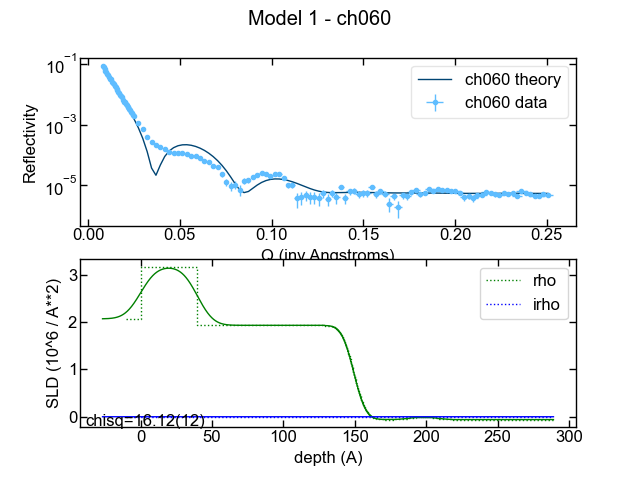 Model 1 - ch060
10⁻¹
10⁻³
10⁻⁵
Reflectivity
ch060 theory
ch060 data
0.00 0.05 0.10 0.15 0.20 0.25
Q (inv Angstroms)
3
2
1
0
SLD (10^6 / A**2)
rho
irho
chisq=16.12(12)
0 50 100 150 200 250 300
depth (A)